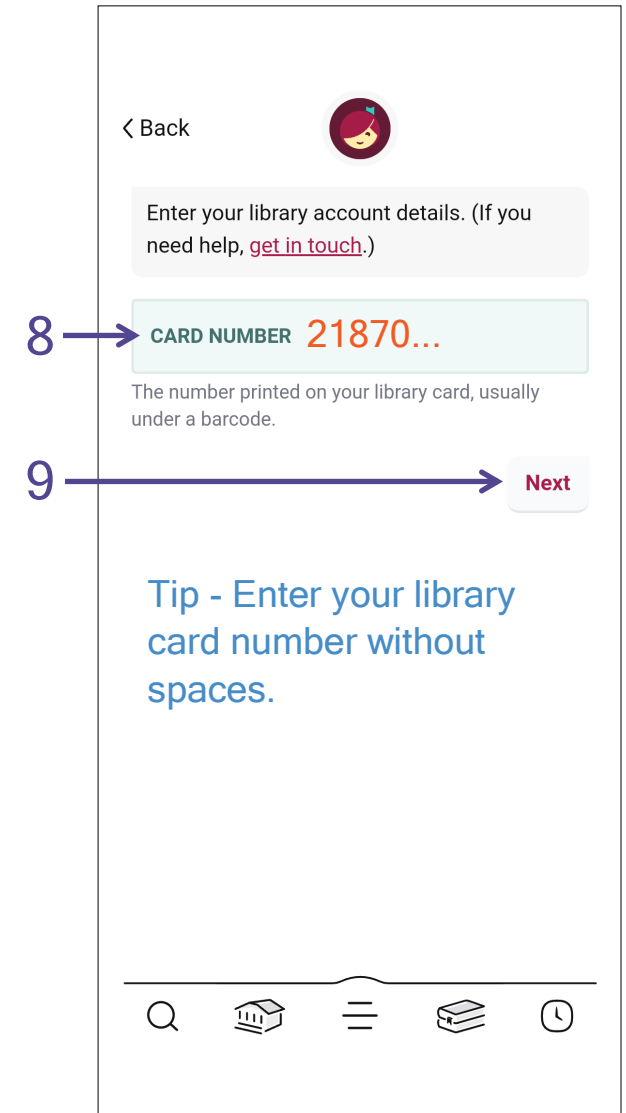 Back
Enter your library account details. (If you
need help, get in touch.)
8
CARD NUMBER 21870...
The number printed on your library card, usually
under a barcode.
9
Next
Tip - Enter your library
card number without
spaces.